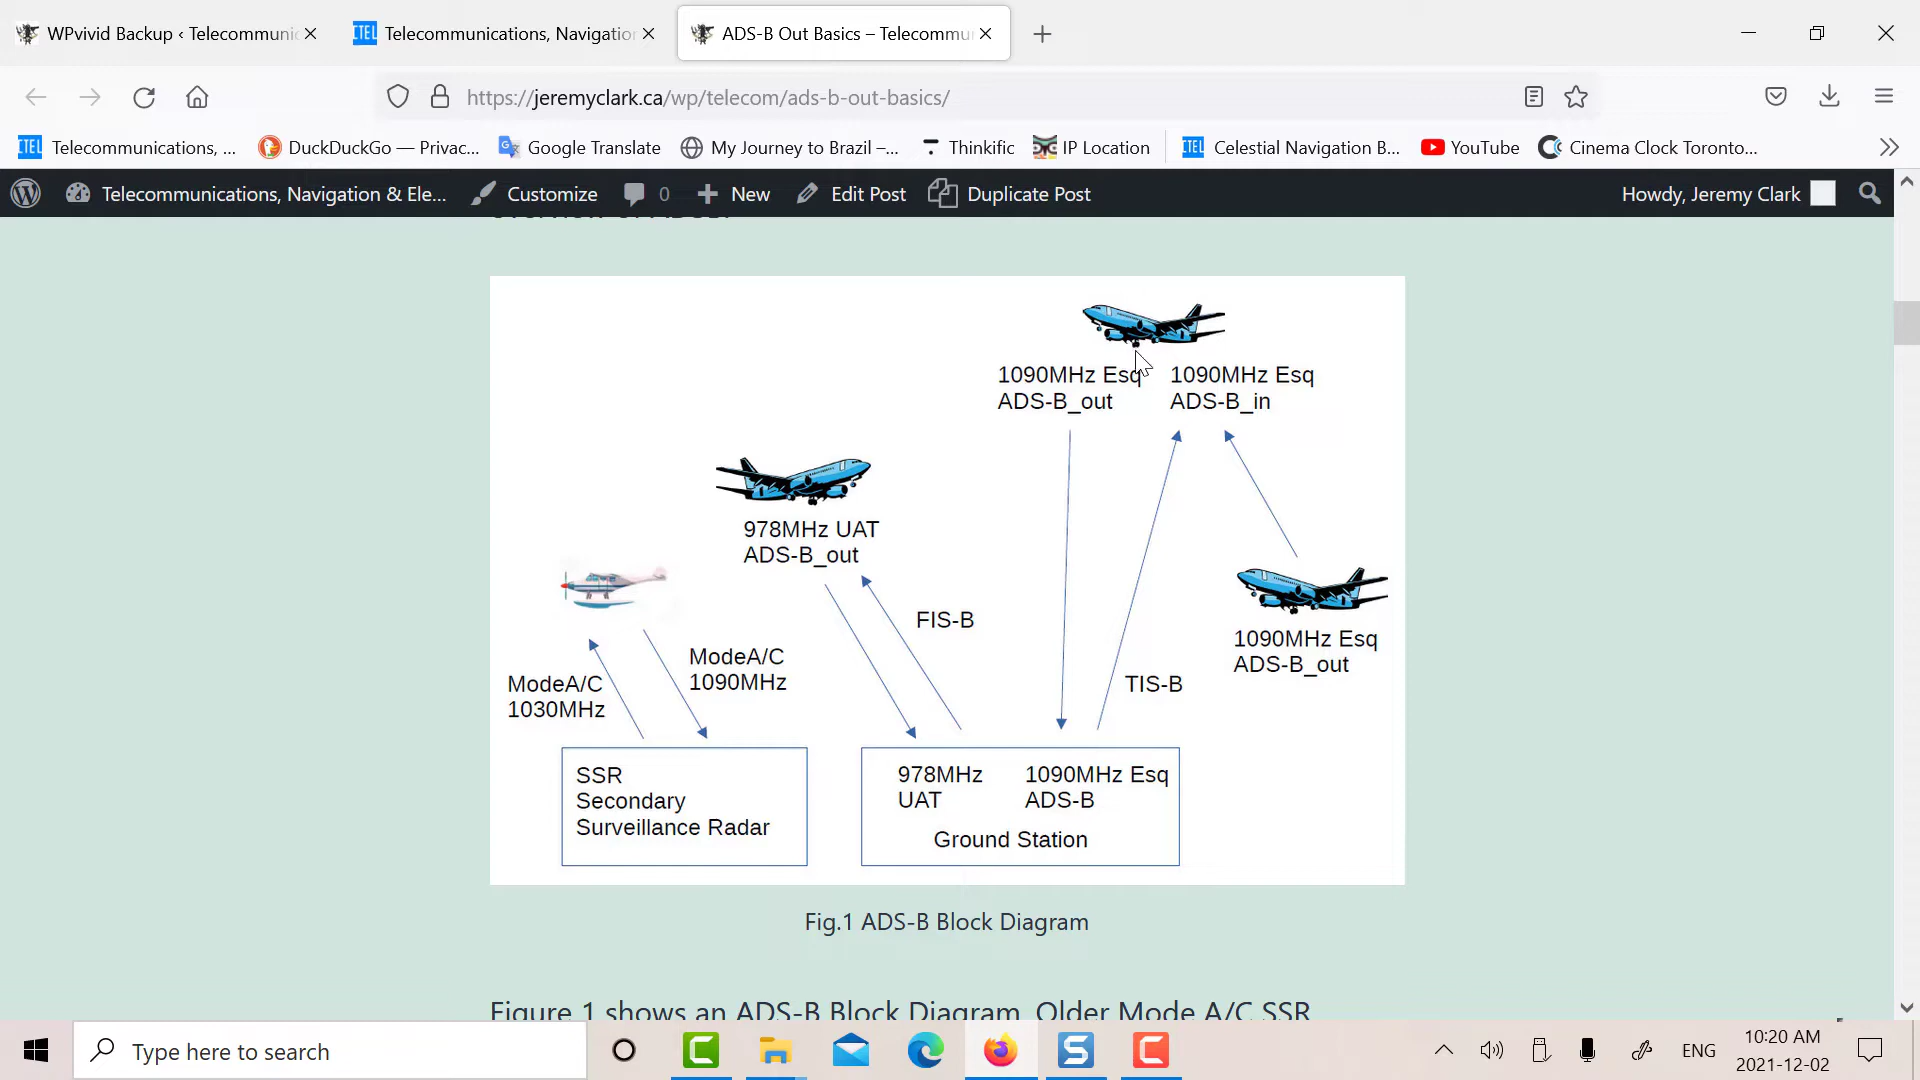 WPvivid Backup ‹ Telecommunic
Telecommunications, Navigatio
ADS-B Out Basics – Telecommu
https://jeremyclark.ca/wp/telecom/ads-b-out-basics/
CTEL Telecommunications, ...
DuckDuckGo — Privac...
Google Translate
My Journey to Brazil –...
Thinkific
IP Location
CTEL Celestial Navigation B...
YouTube
Cinema Clock Toronto...
Telecommunications, Navigation & Ele...
Customize
0
New
Edit Post
Duplicate Post
Howdy, Jeremy Clark
1090MHz Esq
ADS-B_out
1090MHz Esq
ADS-B_in
978MHz UAT
ADS-B_out
FIS-B
1090MHz Esq
ADS-B_out
ModeA/C
1090MHz
ModeA/C
1030MHz
TIS-B
SSR
Secondary
Surveillance Radar
978MHz
UAT
1090MHz Esq
ADS-B
Ground Station
Fig.1 ADS-B Block Diagram
Figure 1 shows an ADS-B Block Diagram. Older Mode A/C SSR
Type here to search
ENG
10:20 AM
2021-12-02